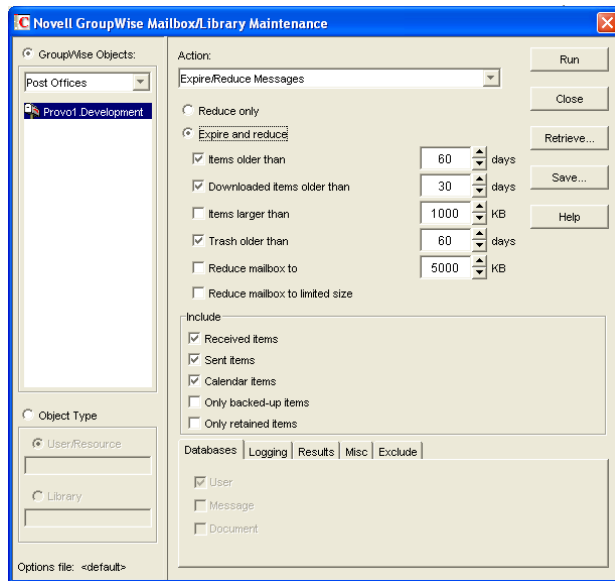 Novell GroupWise Mailbox/Library Maintenance
GroupWise Objects:
Post Offices
Provo1.Development
Object Type
User/Resource
Library
Options file: <default>
Action:
Expire/Reduce Messages
Reduce only
Expire and reduce
Items older than 60 days
Downloaded items older than 30 days
Items larger than 1000 KB
Trash older than 60 days
Reduce mailbox to 5000 KB
Reduce mailbox to limited size
Include
Received items
Sent items
Calendar items
Only backed-up items
Only retained items
Databases Logging Results Misc Exclude
User
Message
Document
Run
Close
Retrieve...
Save...
Help